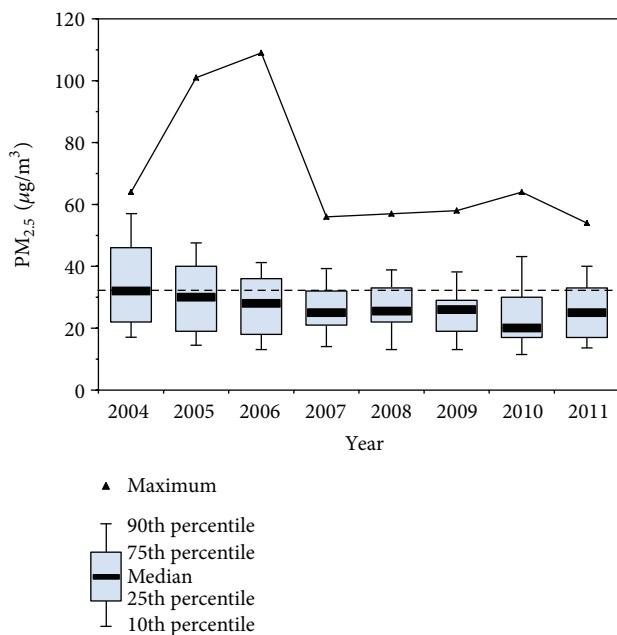 120
100
80
60
40
20
0
PM2.5 (μg/m³)
2004 2005 2006 2007 2008 2009 2010 2011
Year
Maximum
90th percentile
75th percentile
Median
25th percentile
10th percentile